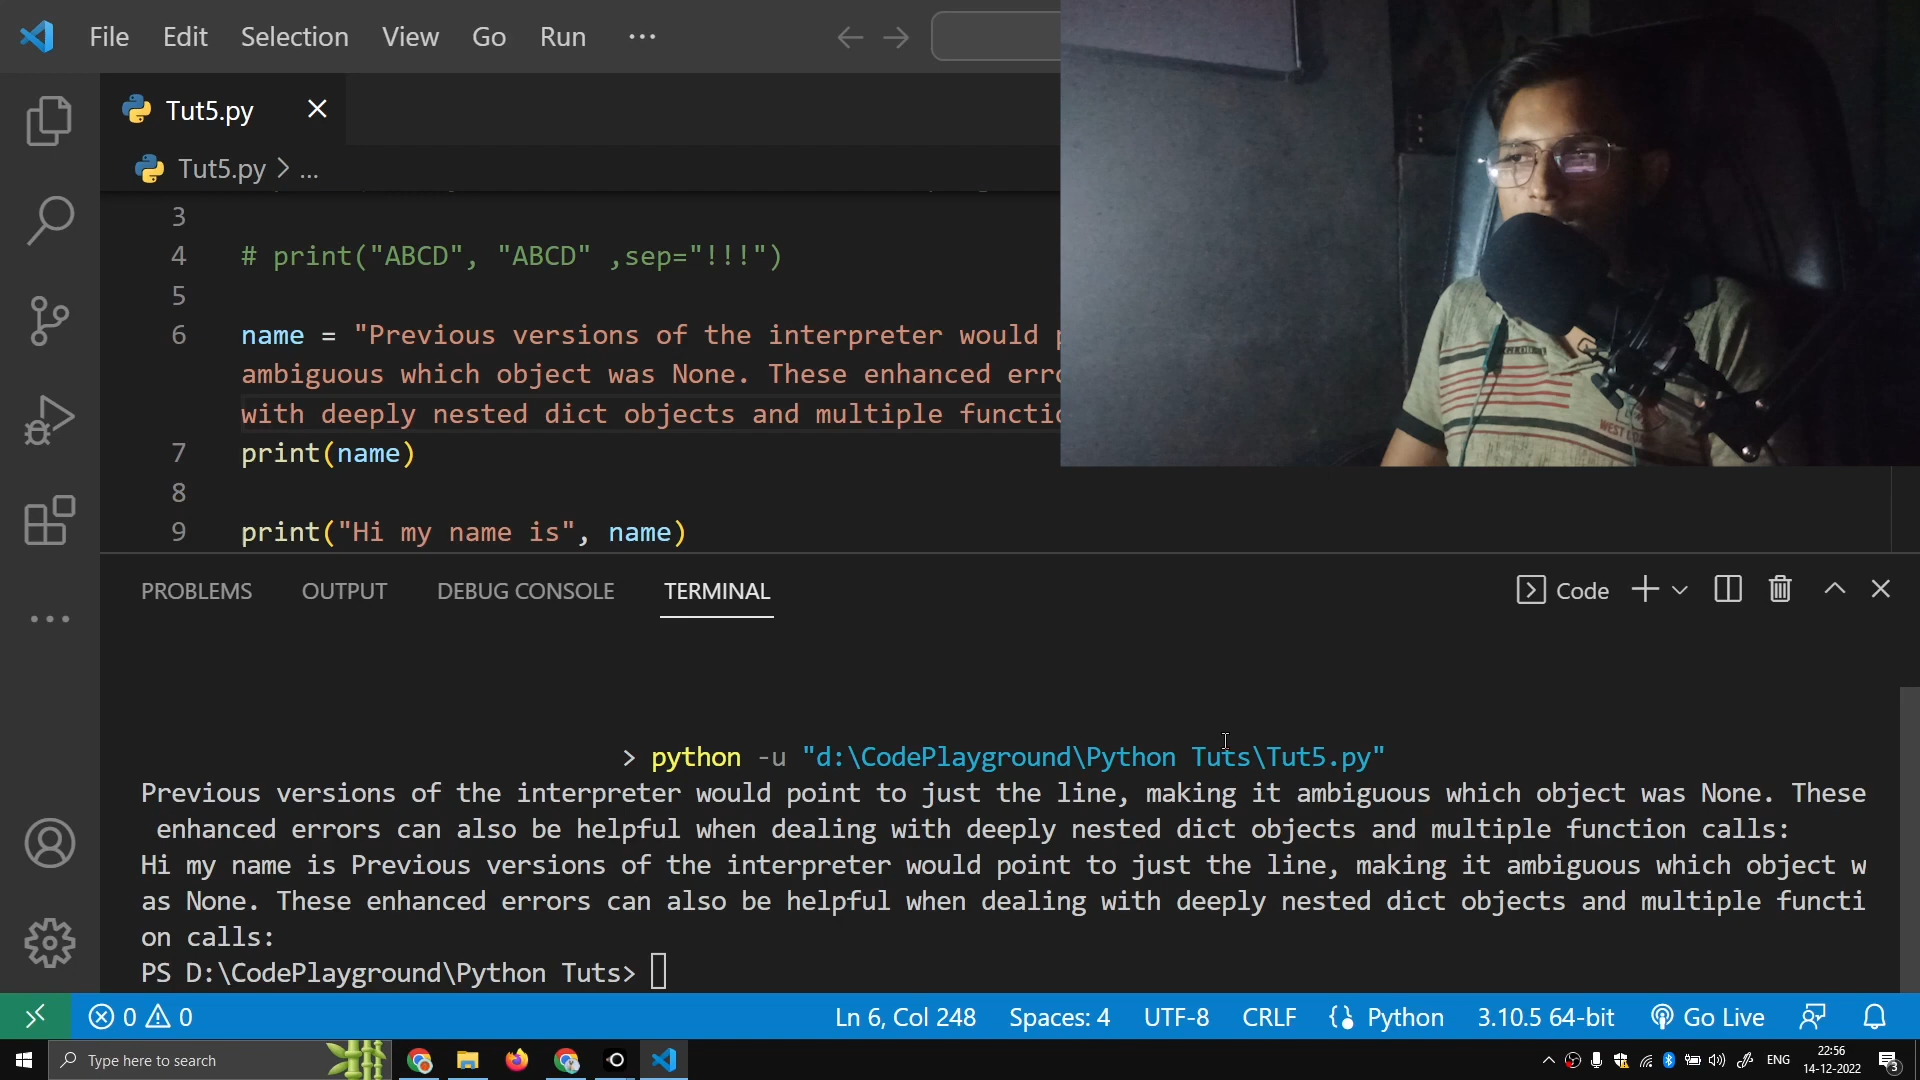 File Edit Selection View Go Run ...
Tut5.py
Tut5.py > ...
3
4 # print("ABCD", "ABCD" ,sep="!!!")
5
6 name = "Previous versions of the interpreter would
ambiguous which object was None. These enhanced
with deeply nested dict objects and multiple
7 print(name)
8
9 print("Hi my name is", name)
PROBLEMS OUTPUT DEBUG CONSOLE TERMINAL Code
> python -u "d:\CodePlayground\Python Tuts\Tut5.py"
Previous versions of the interpreter would point to just the line, making it ambiguous which object was None. These
enhanced errors can also be helpful when dealing with deeply nested dict objects and multiple function calls:
Hi my name is Previous versions of the interpreter would point to just the line, making it ambiguous which object w
as None. These enhanced errors can also be helpful when dealing with deeply nested dict objects and multiple functi
on calls:
PS D:\CodePlayground\Python Tuts>
0 0 Ln 6, Col 248 Spaces: 4 UTF-8 CRLF Python 3.10.5 64-bit Go Live
Type here to search ENG 22:56
14-12-2022 3